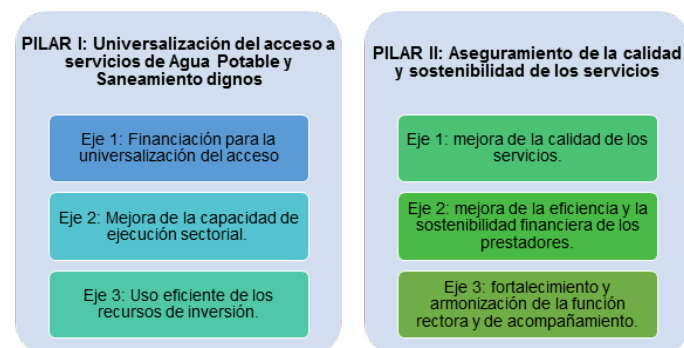 PILAR I: Universalización del acceso a
servicios de Agua Potable y
Saneamiento dignos
Eje 1: Financiación para la
universalización del acceso
Eje 2: Mejora de la capacidad de
ejecución sectorial.
Eje 3: Uso eficiente de los
recursos de inversión.
PILAR II: Aseguramiento de la calidad
y sostenibilidad de los servicios
Eje 1: mejora de la calidad de los
servicios.
Eje 2: mejora de la eficiencia y la
sostenibilidad financiera de los
prestadores.
Eje 3: fortalecimiento y
armonización de la función
rectora y de acompañamiento.